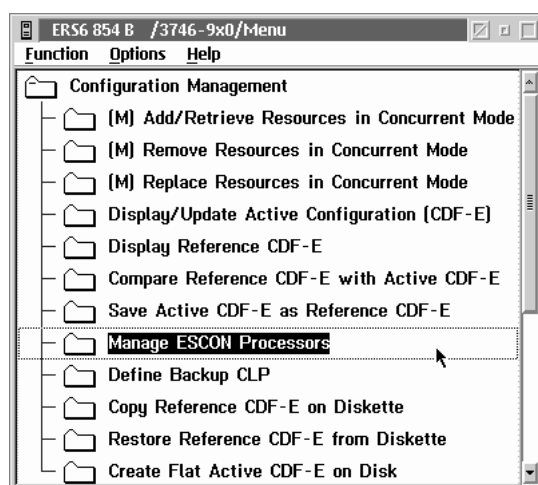 ERS6 854 B /3746-9x0/Menu
Function Options Help
Configuration Management
(M) Add/Retrieve Resources in Concurrent Mode
(M) Remove Resources in Concurrent Mode
(M) Replace Resources in Concurrent Mode
Display/Update Active Configuration (CDF-E)
Display Reference CDF-E
Compare Reference CDF-E with Active CDF-E
Save Active CDF-E as Reference CDF-E
Manage ESCON Processors
Define Backup CLP
Copy Reference CDF-E on Diskette
Restore Reference CDF-E from Diskette
Create Flat Active CDF-E on Disk